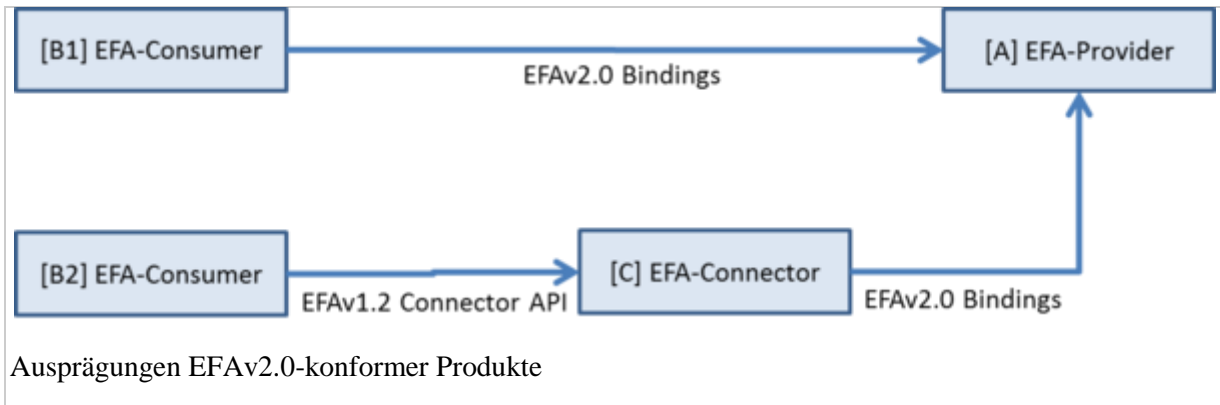 [B1] EFA-Consumer
[A] EFA-Provider
EFAv2.0 Bindings
[B2] EFA-Consumer
[C] EFA-Connector
EFAv1.2 Connector API
EFAv2.0 Bindings
Ausprägungen EFAv2.0-konformer Produkte